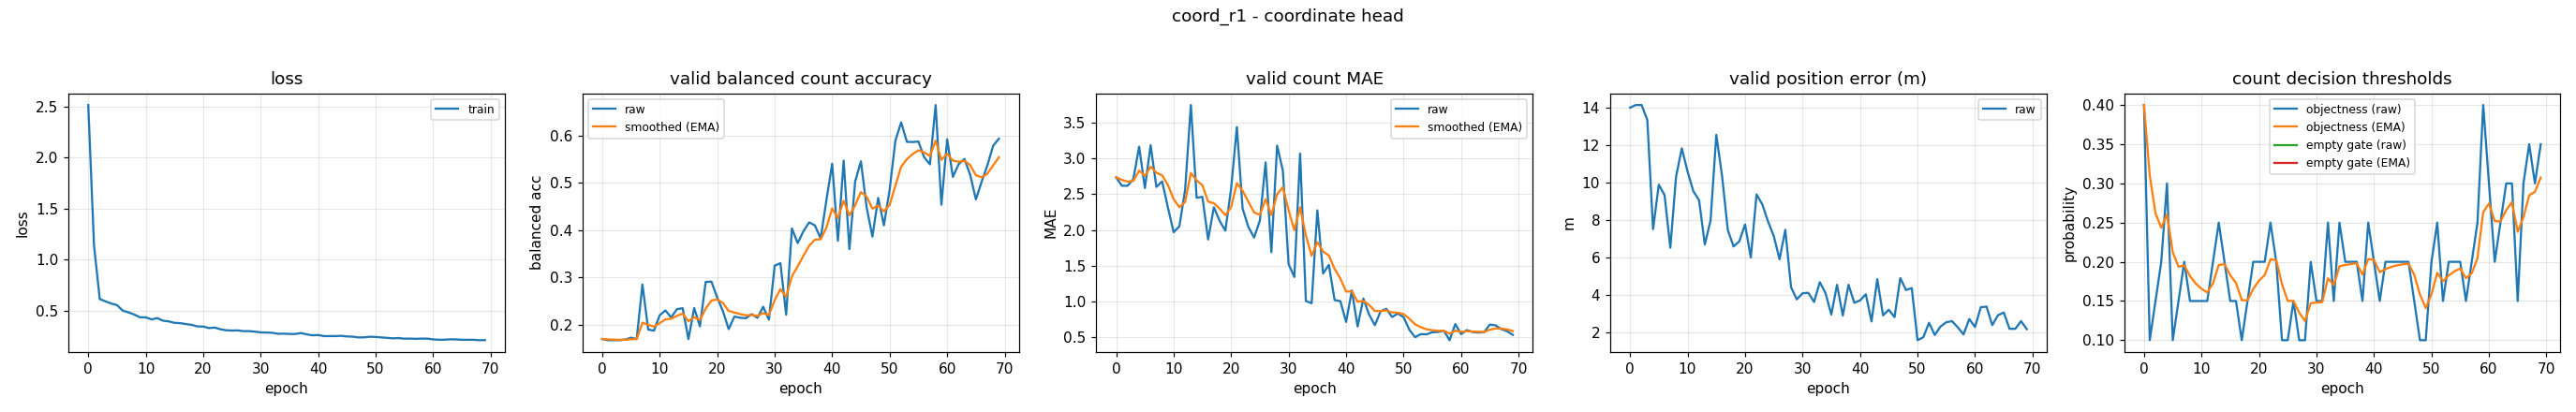 coord_r1 - coordinate head
loss
train
2.5
2.0
1.5
1.0
0.5
loss
0 10 20 30 40 50 60 70
epoch
valid balanced count accuracy
raw
smoothed (EMA)
0.6
0.5
0.4
0.3
0.2
balanced acc
0 10 20 30 40 50 60 70
epoch
valid count MAE
raw
smoothed (EMA)
3.5
3.0
2.5
2.0
1.5
1.0
0.5
MAE
0 10 20 30 40 50 60 70
epoch
valid position error (m)
raw
14
12
10
8
6
4
2
m
0 10 20 30 40 50 60 70
epoch
count decision thresholds
objectness (raw)
objectness (EMA)
empty gate (raw)
empty gate (EMA)
0.40
0.35
0.30
0.25
0.20
0.15
0.10
probability
0 10 20 30 40 50 60 70
epoch